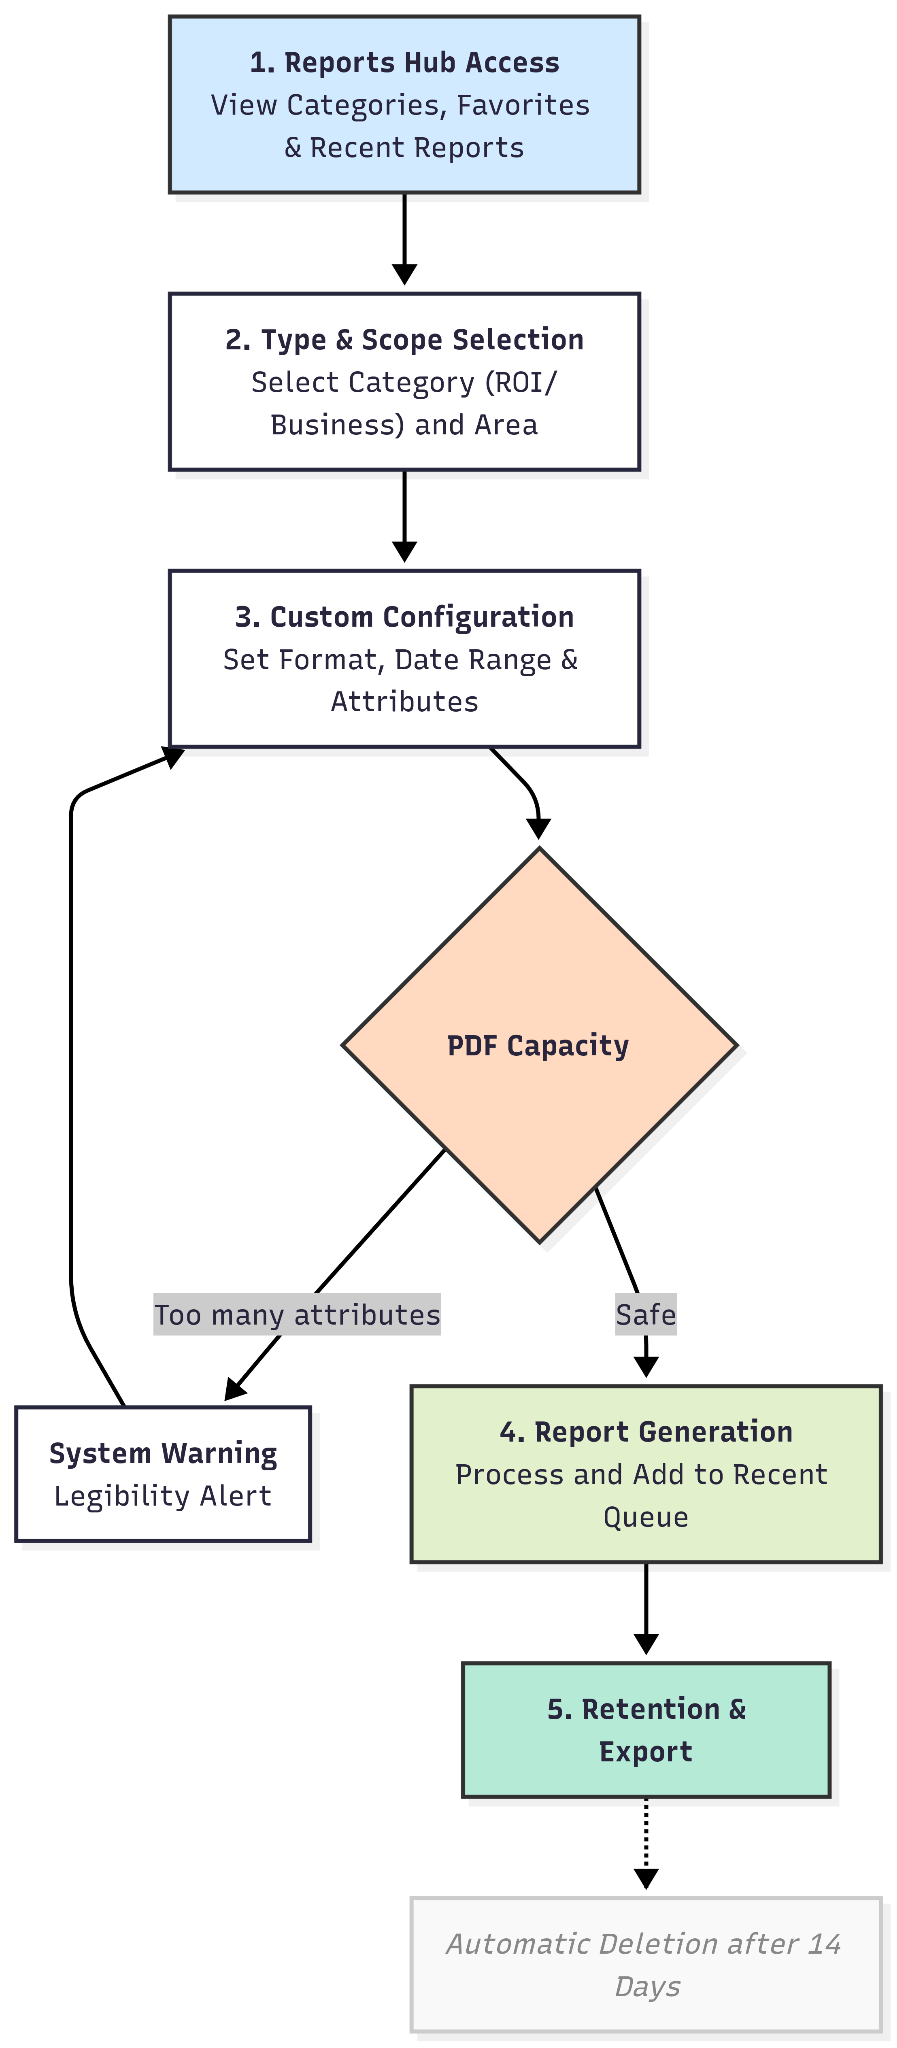 1. Reports Hub Access
View Categories, Favorites
& Recent Reports
2. Type & Scope Selection
Select Category (ROI/
Business) and Area
3. Custom Configuration
Set Format, Date Range &
Attributes
PDF Capacity
Too many attributes
Safe
System Warning
Legibility Alert
4. Report Generation
Process and Add to Recent
Queue
5. Retention &
Export
Automatic Deletion after 14
Days